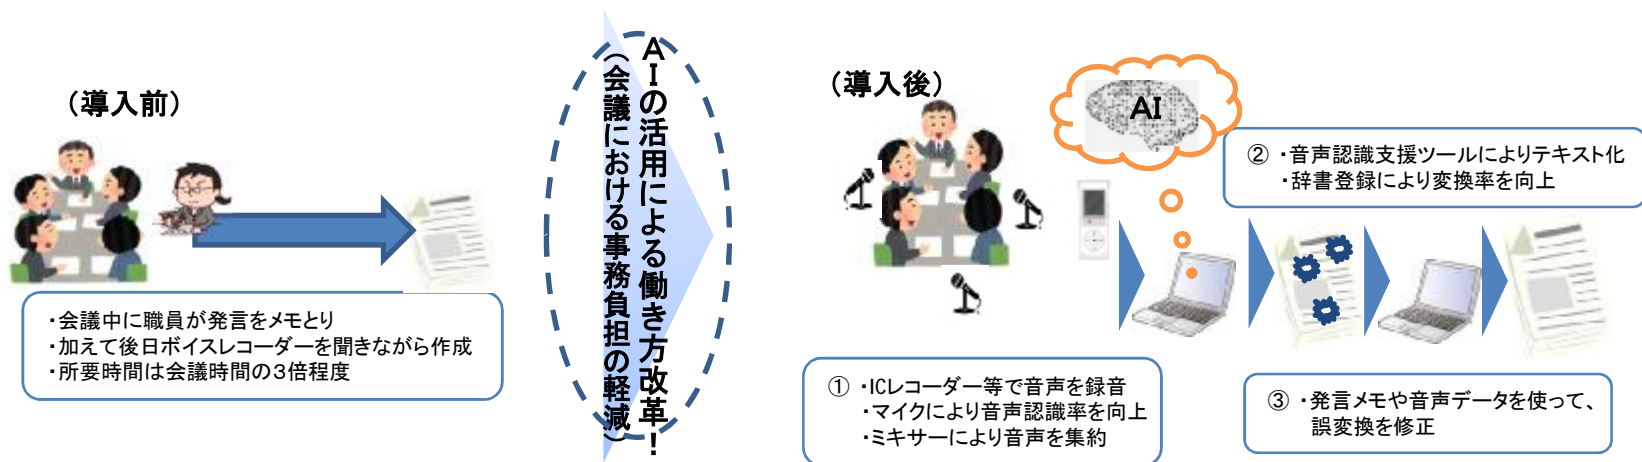 （導入前）
・会議中に職員が発言をメモとり
・加えて後日ボイスレコーダーを聞きながら作成
・所要時間は会議時間の３倍程度
ＡＩの活用による働き方改革！
（会議における事務負担の軽減）
（導入後）
AI
① ・ICレコーダー等で音声を録音
・マイクにより音声認識率を向上
・ミキサーにより音声を集約
② ・音声認識支援ツールによりテキスト化
・辞書登録により変換率を向上
③ ・発言メモや音声データを使って、
誤変換を修正